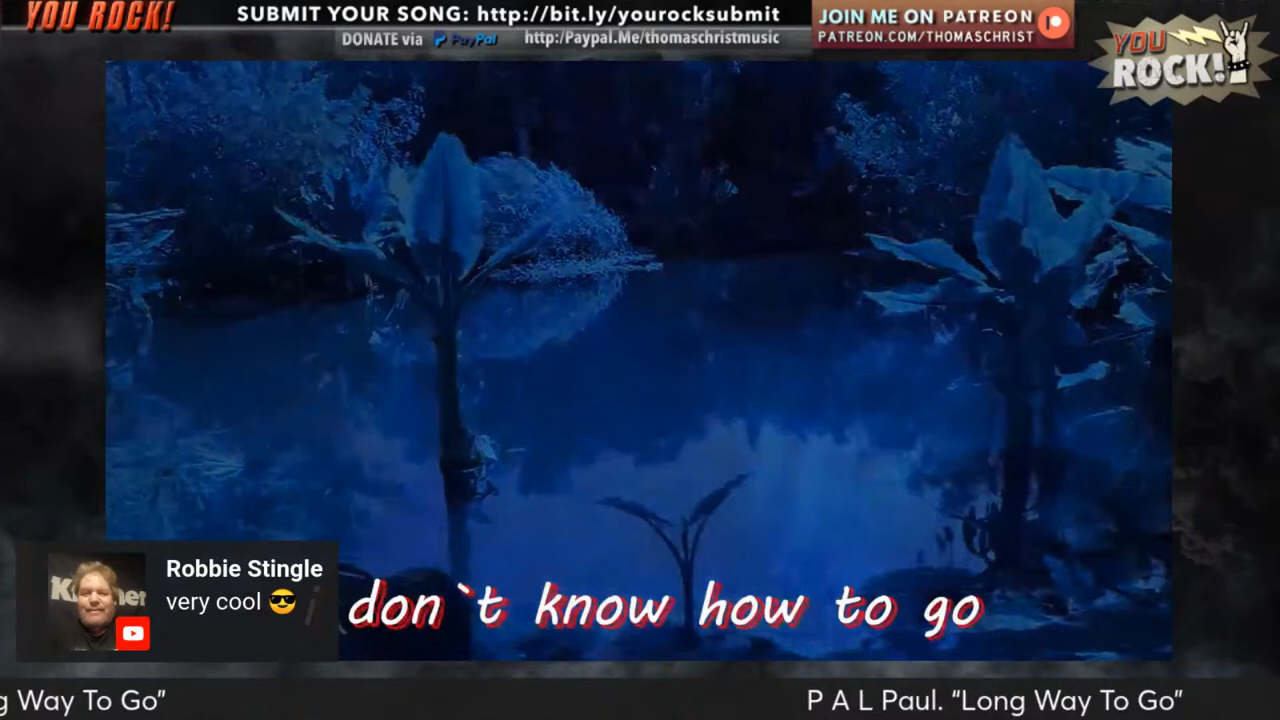 YOU ROCK!
SUBMIT YOUR SONG: http://bit.ly/yourocksubmit
DONATE via PayPal http:/Paypal.Me/thomaschristmusic
JOIN ME ON PATREON
PATREON.COM/THOMASCHRIST
YOU
ROCK!
Robbie Stingle
very cool 😎
don`t know how to go
g Way To Go” P A L Paul. “Long Way To Go”